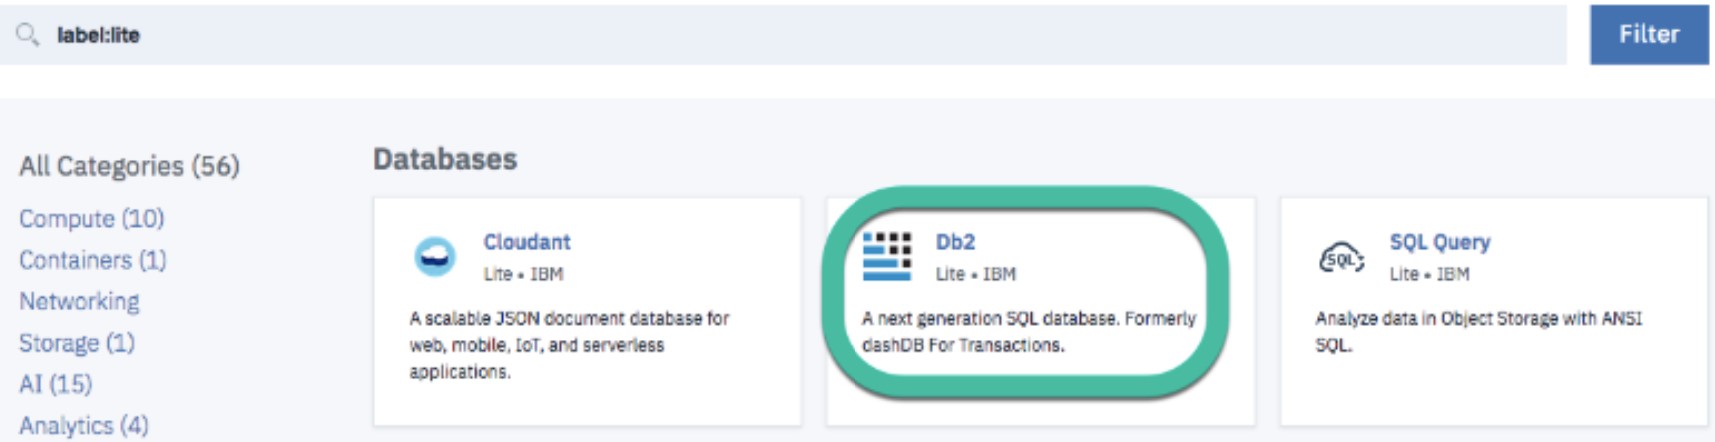 label:lite
Filter
All Categories (56)
Compute (10)
Containers (1)
Networking
Storage (1)
AI (15)
Analytics (4)
Databases
Cloudant
Lite • IBM
A scalable JSON document database for
web, mobile, IoT, and serverless
applications.
Db2
Lite • IBM
A next generation SQL database. Formerly
dashDB For Transactions.
SQL
SQL Query
Lite • IBM
Analyze data in Object Storage with ANSI
SQL.